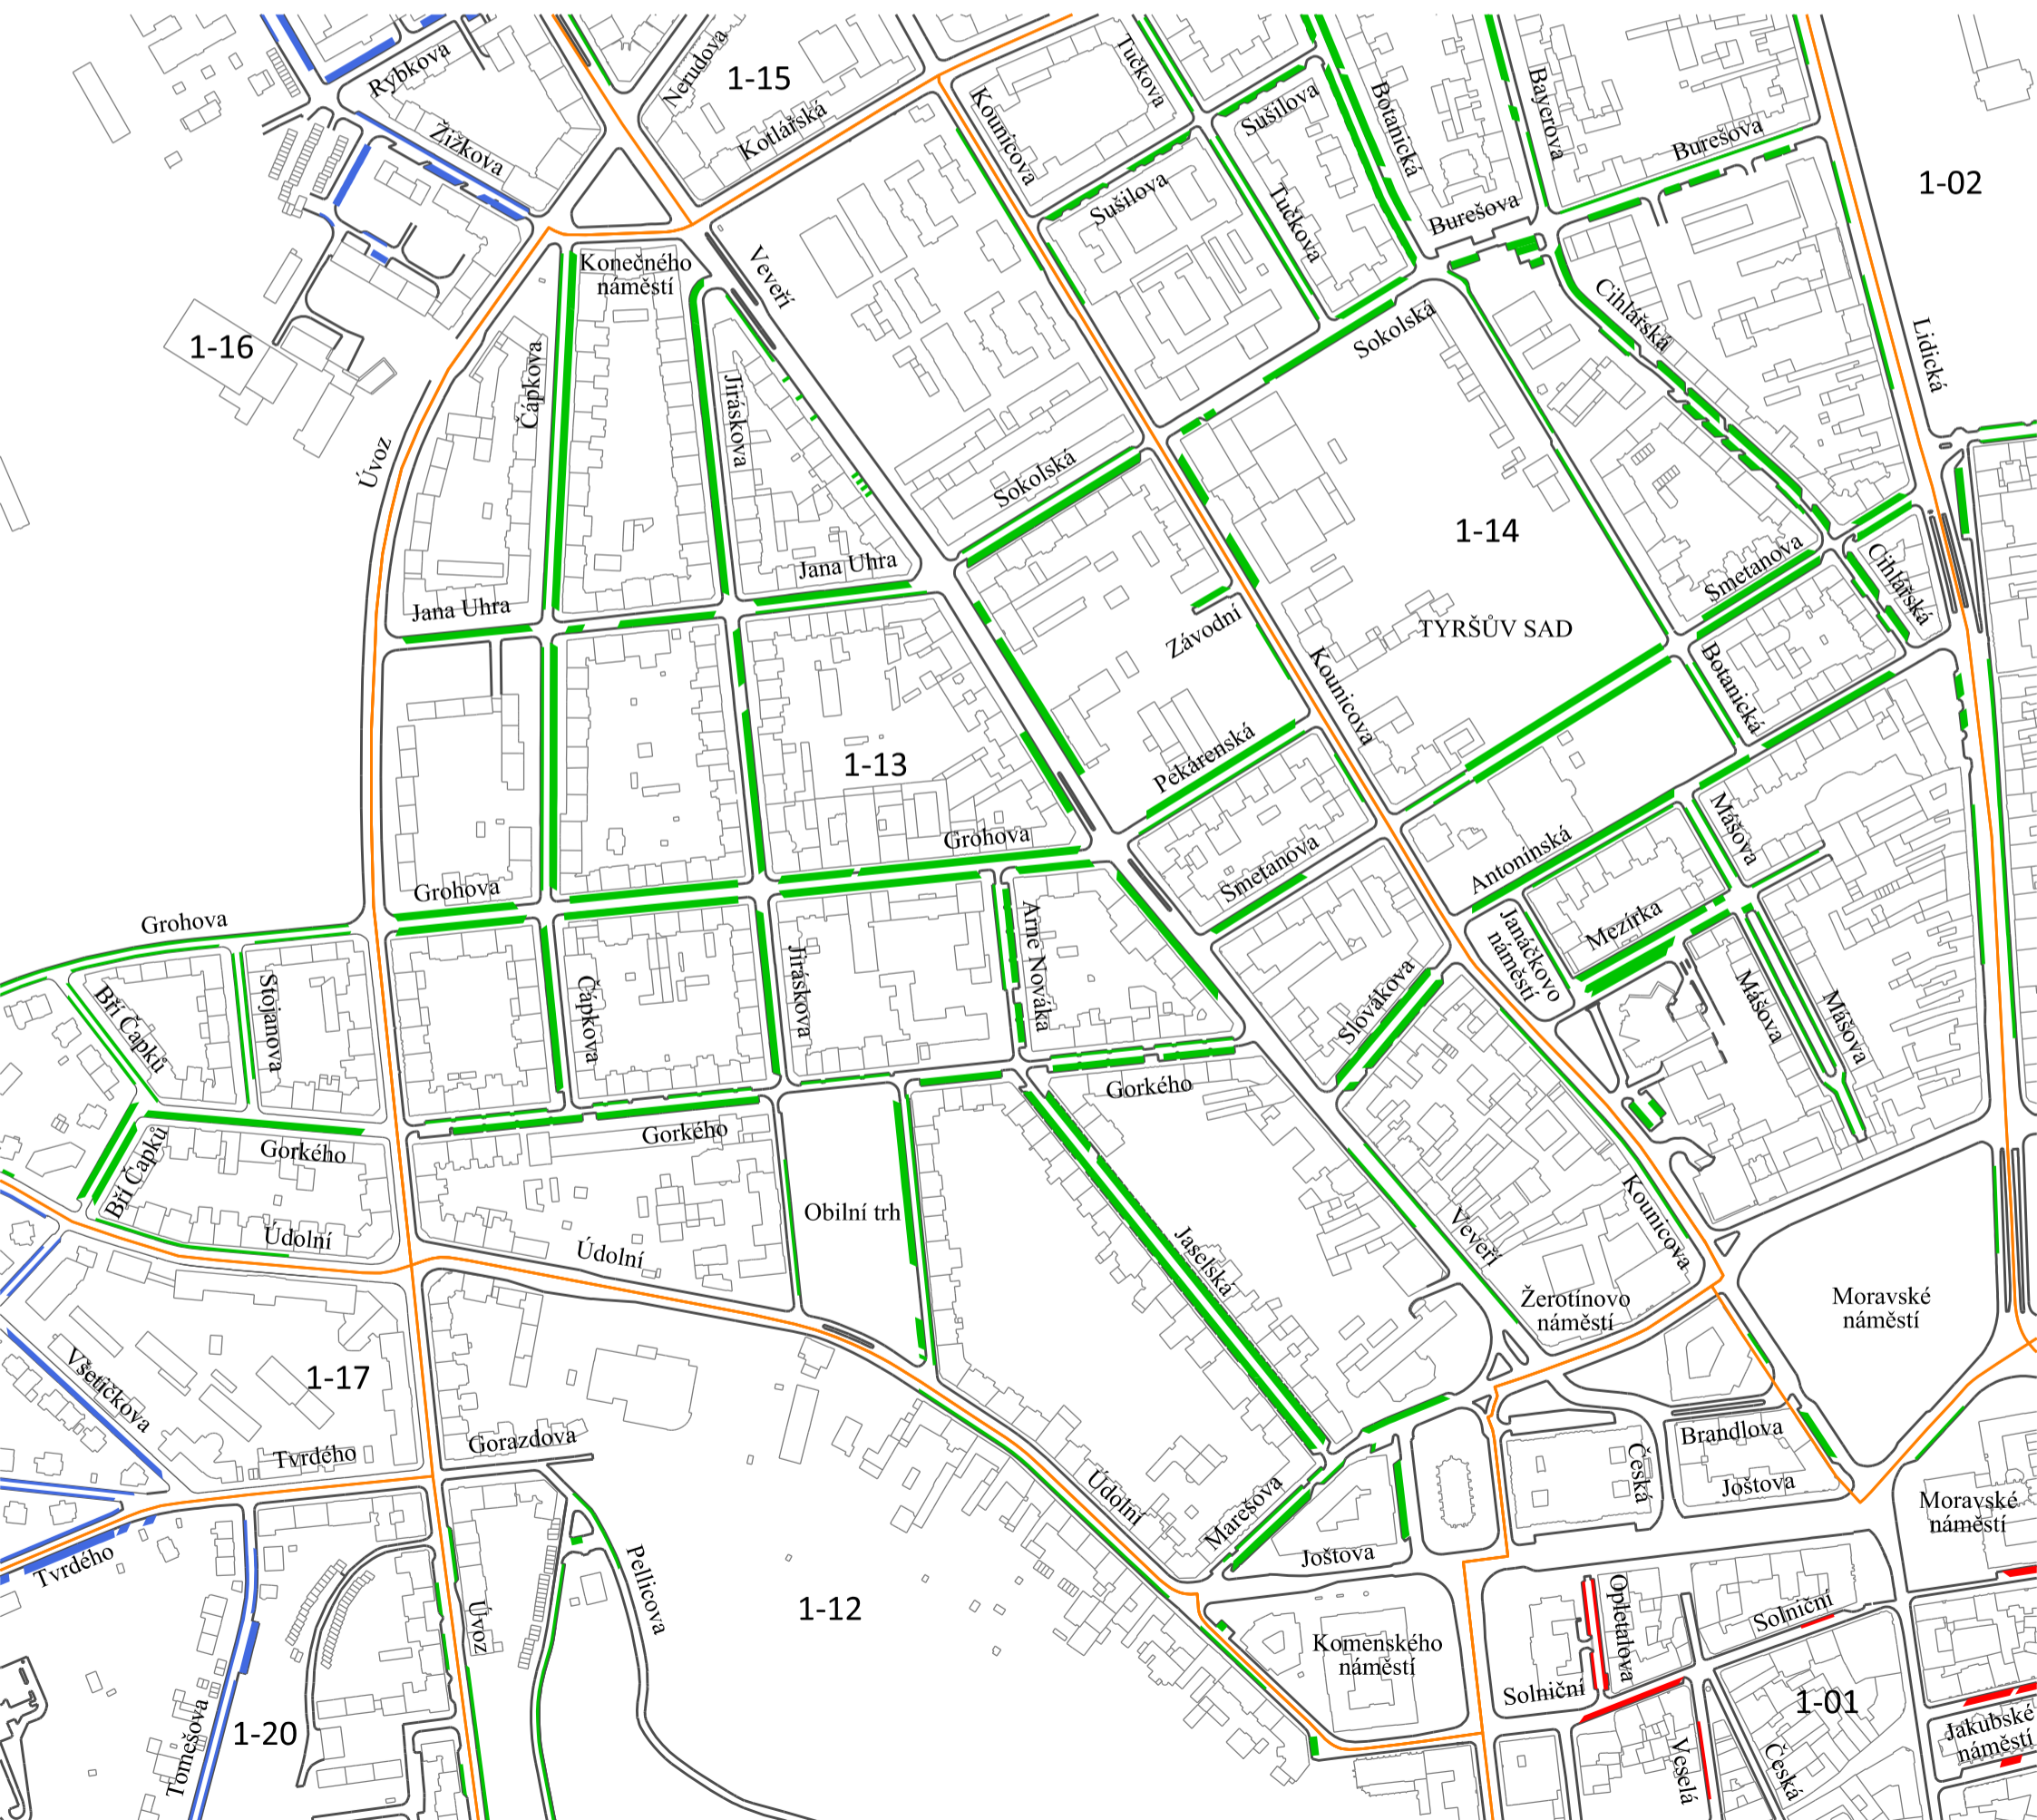 Rybkova
Nerudova
1-15
Tučkova
Kotlářská
Kounicova
Sušilova
Botanická
Bayerova
Burešova
Žižkova
1-02
Sušilova
Tučkova
Burešova
Konečného
náměstí
Veveří
Cihlářská
Sokolská
Lidická
1-16
Čápkova
Jiráskova
Úvoz
Sokolská
1-14
Jana Uhra
Smetanova
Cihlářská
Jana Uhra
Závodní
TYRŠŮV SAD
Kounicova
Botanická
1-13
Pekárenská
Mášova
Grohova
Antonínská
Smetanova
Grohova
Grohova
Mezírka
Arne Nováka
Janáčkovo
náměstí
Bří Čapků
Stojanova
Čápkova
Jiráskova
Slovákova
Mášova
Mášova
Gorkého
Gorkého
Gorkého
Bří Čapků
Údolní
Údolní
Obilní trh
Jaselská
Veveří
Kounicova
Žerotínovo
náměstí
Moravské
náměstí
1-17
Všetičkova
Tvrdého
Gorazdova
Brandlova
Česká
Joštova
Údolní
Marešova
Moravské
náměstí
Joštova
Tvrdého
Pellicova
Úvoz
1-12
Opletalova
Solniční
Komenského
náměstí
Solniční
1-01
Tomešova
1-20
Veselá
Česká
Jakubské
náměstí